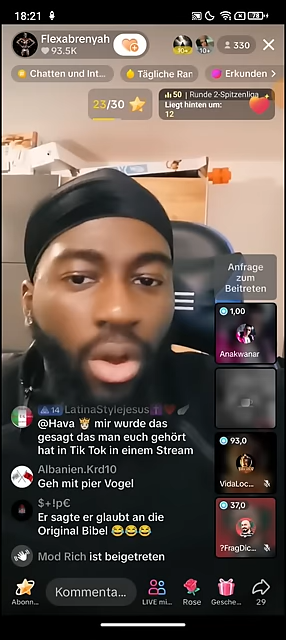 18:21
78
Flexabrenyah
93.5K
10+
10+
330
Chatten und Int...
Tägliche Ran
Erkunden
23/30
50 | Runde 2-Spitzenliga
Liegt hinten um:
12
Anfrage
zum
Beitreten
1,00
Anakwanar
93,0
VidaLoc...
37,0
?FragDic...
14 LatinaStylejesus
@Hava mir wurde das
gesagt das man euch gehört
hat in Tik Tok in einem Stream
Albanien.Krd10
Geh mit pier Vogel
$+!p€
Er sagte er glaubt an die
Original Bibel 😂😂😂
Mod Rich ist beigetreten
Abonn...
Kommenta...
LIVE mi...
Rose
Gesche...
29